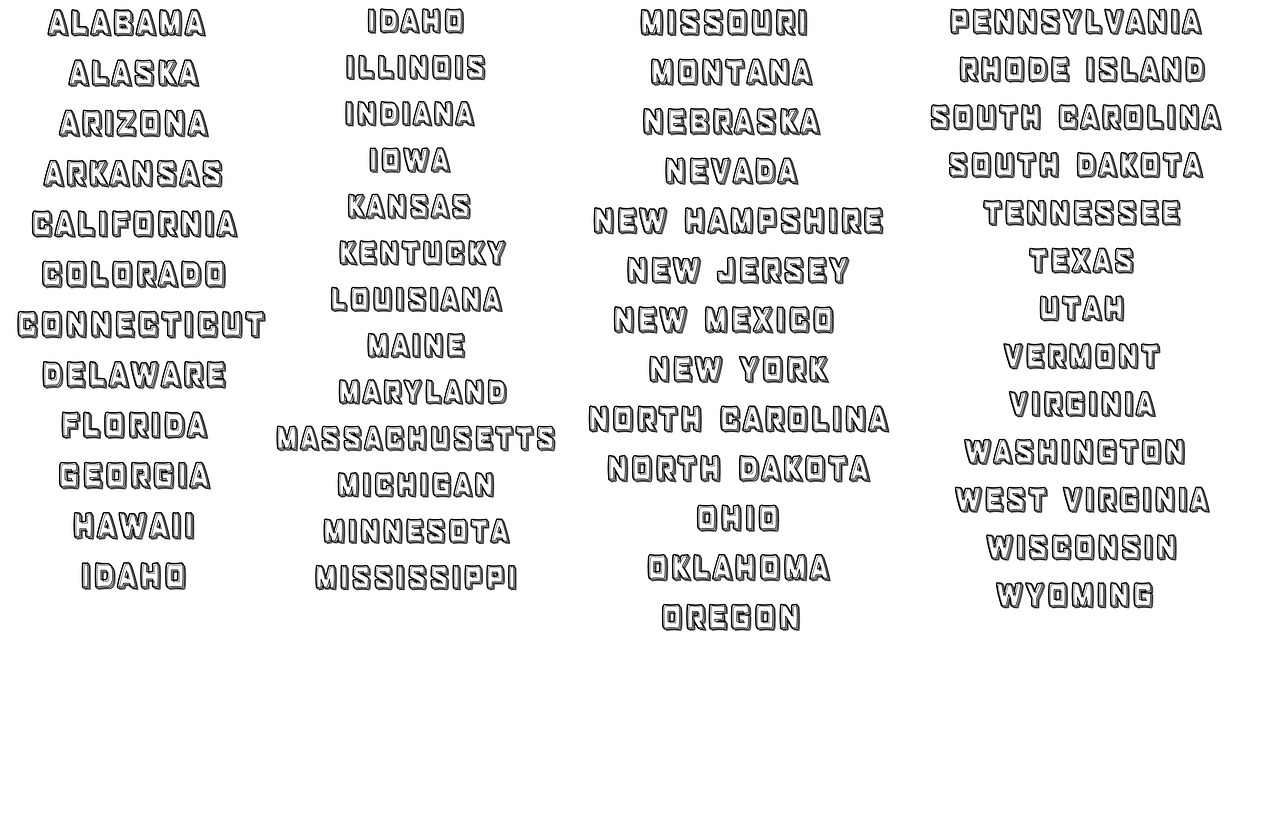 ALABAMA
ALASKA
ARIZONA
ARKANSAS
CALIFORNIA
COLORADO
CONNECTICUT
DELAWARE
FLORIDA
GEORGIA
HAWAII
IDAHO
IDAHO
ILLINOIS
INDIANA
IOWA
KANSAS
KENTUCKY
LOUISIANA
MAINE
MARYLAND
MASSACHUSETTS
MICHIGAN
MINNESOTA
MISSISSIPPI
MISSOURI
MONTANA
NEBRASKA
NEVADA
NEW HAMPSHIRE
NEW JERSEY
NEW MEXICO
NEW YORK
NORTH CAROLINA
NORTH DAKOTA
OHIO
OKLAHOMA
OREGON
PENNSYLVANIA
RHODE ISLAND
SOUTH CAROLINA
SOUTH DAKOTA
TENNESSEE
TEXAS
UTAH
VERMONT
VIRGINIA
WASHINGTON
WEST VIRGINIA
WISCONSIN
WYOMING